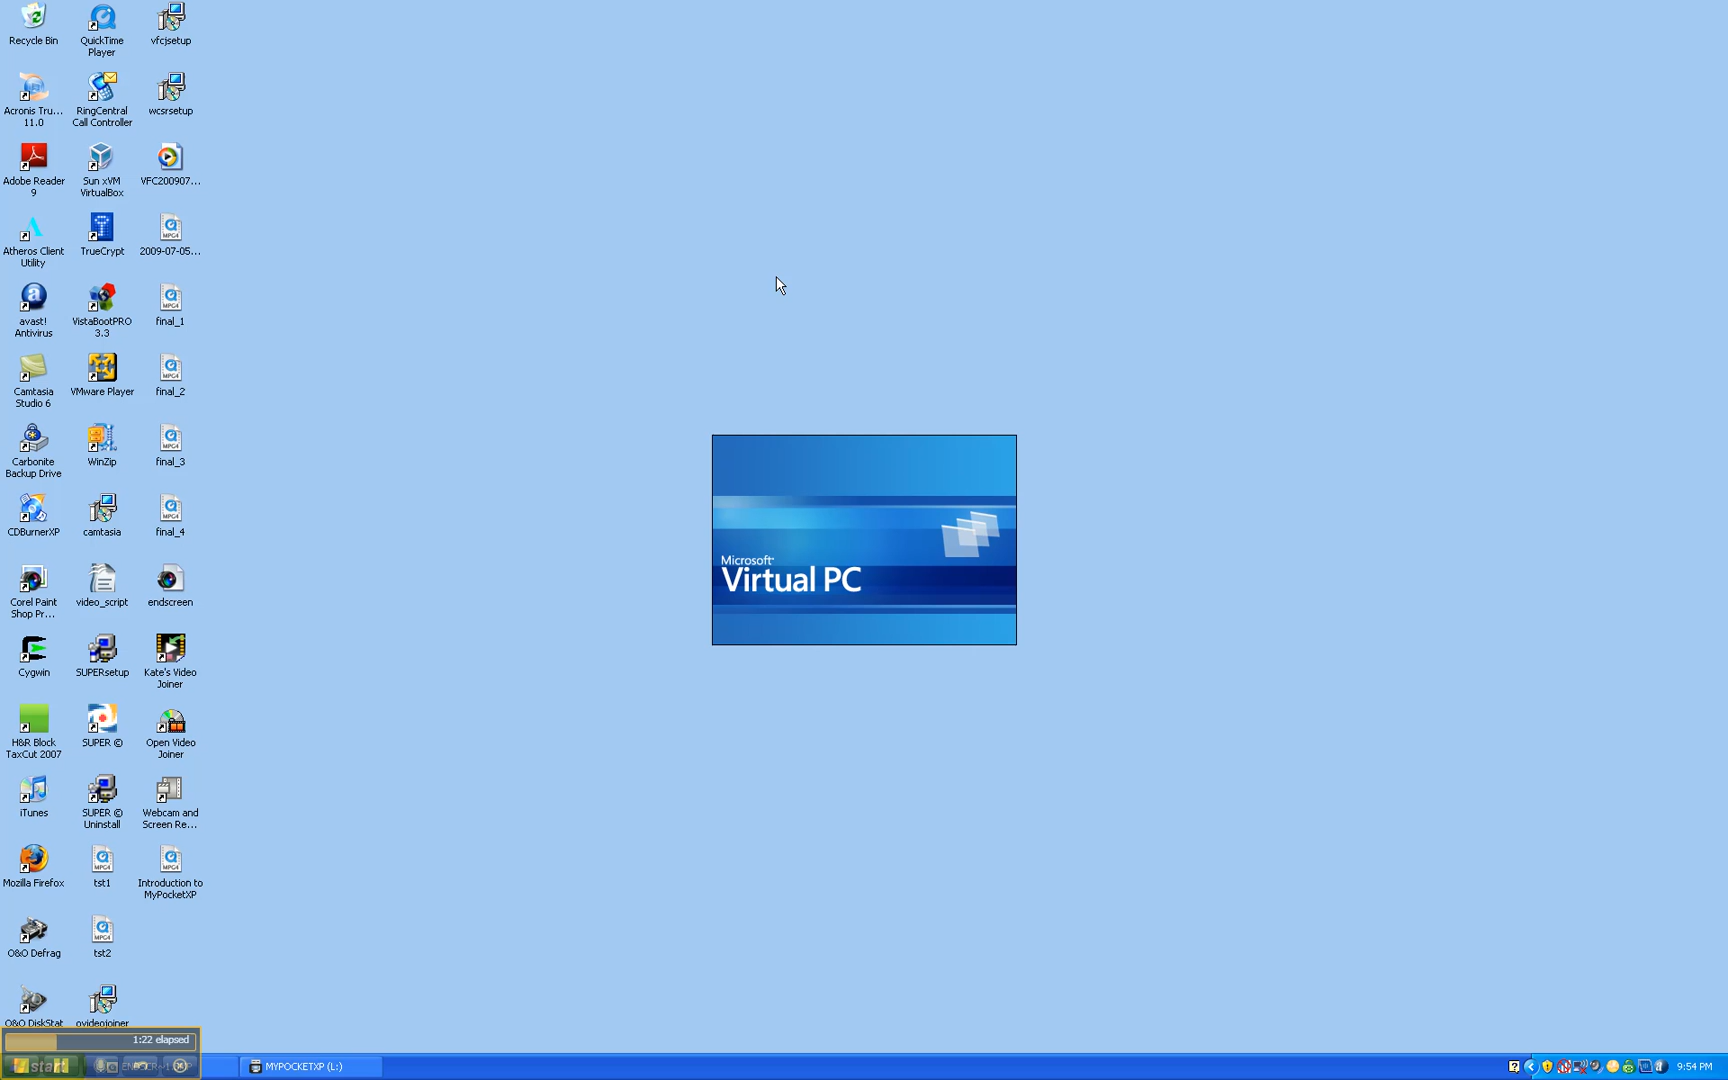 Recycle Bin
QuickTime
Player
vfcjsetup
Acronis Tru...
11.0
RingCentral
Call Controller
wcsrsetup
Adobe Reader
9
Sun xVM
VirtualBox
VFC200907...
Atheros Client
Utility
TrueCrypt
2009-07-05...
avast!
Antivirus
VistaBootPRO
3.3
final_1
Camtasia
Studio 6
VMware Player
final_2
Carbonite
Backup Drive
WinZip
final_3
CDBurnerXP
camtasia
final_4
Corel Paint
Shop Pr...
video_script
endscreen
Cygwin
SUPERsetup
Kate's Video
Joiner
H&R Block
TaxCut 2007
SUPER ©
Open Video
Joiner
iTunes
SUPER ©
Uninstall
Webcam and
Screen Re...
Mozilla Firefox
tst1
Introduction to
MyPocketXP
O&O Defrag
tst2
O&O DiskStat
ovideojoiner
Microsoft
Virtual PC
1:22 elapsed
start
MYPOCKETXP (L:)
9:54 PM